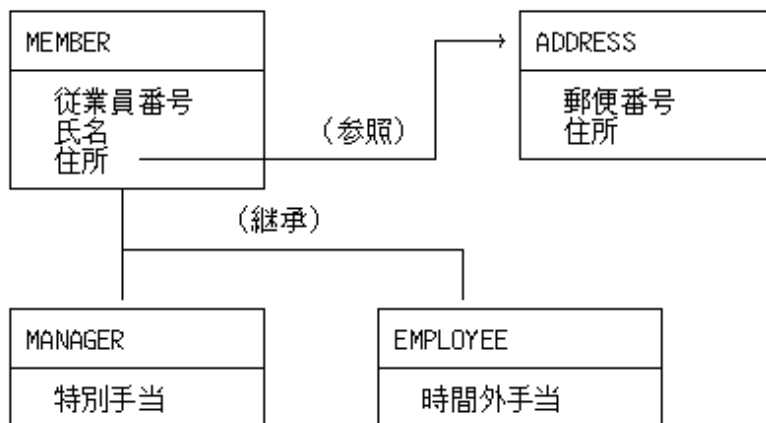 MEMBER
従業員番号
氏名
住所
(参照)
ADDRESS
郵便番号
住所
(継承)
MANAGER
特別手当
EMPLOYEE
時間外手当